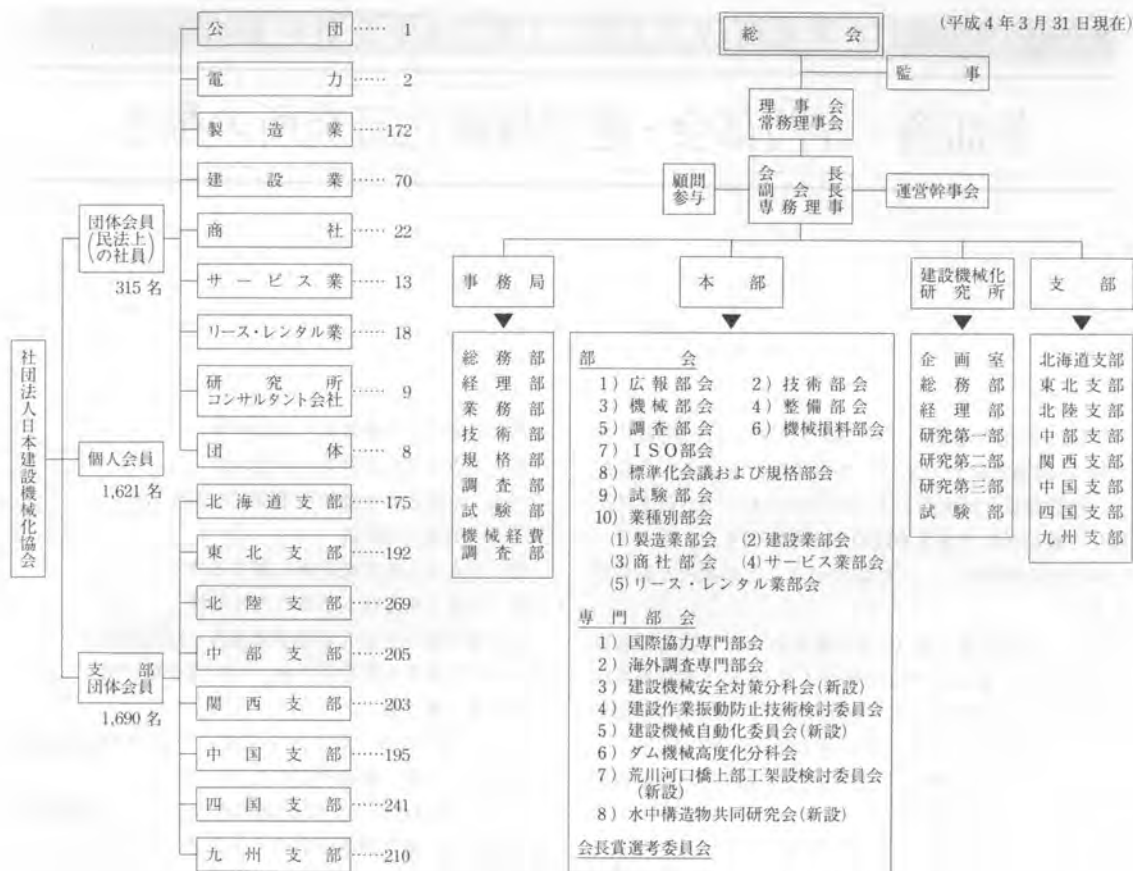 (平成4年3月31日現在)
社団法人日本建設機械化協会
団体会員
(民法上の社員)
315名
公団……1
電力……2
製造業……172
建設業……70
商社……22
サービス業……13
リース・レンタル業……18
研究所
コンサルタント会社……9
団体……8
個人会員
1,621名
支部
団体会員
1,690名
北海道支部……175
東北支部……192
北陸支部……269
中部支部……205
関西支部……203
中国支部……195
四国支部……241
九州支部……210
総会
監事
理事会
常務理事会
顧問
参与
会長
副会長
専務理事
運営幹事会
事務局
総務部
経理部
業務部
技術部
規格部
調査部
試験部
機械経費
調査部
本部
部会
1) 広報部会 2) 技術部会
3) 機械部会 4) 整備部会
5) 調査部会 6) 機械損料部会
7) ISO部会
8) 標準化会議および規格部会
9) 試験部会
10) 業種別部会
(1) 製造業部会 (2) 建設業部会
(3) 商社部会 (4) サービス業部会
(5) リース・レンタル業部会
専門部会
1) 国際協力専門部会
2) 海外調査専門部会
3) 建設機械安全対策分科会(新設)
4) 建設作業振動防止技術検討委員会
5) 建設機械自動化委員会(新設)
6) ダム機械高度化分科会
7) 荒川河口橋上部工架設検討委員会
(新設)
8) 水中構造物共同研究会(新設)
会長賞選考委員会
建設機械化
研究所
企画室
総務部
経理部
研究第一部
研究第二部
研究第三部
試験部
支部
北海道支部
東北支部
北陸支部
中部支部
関西支部
中国支部
四国支部
九州支部